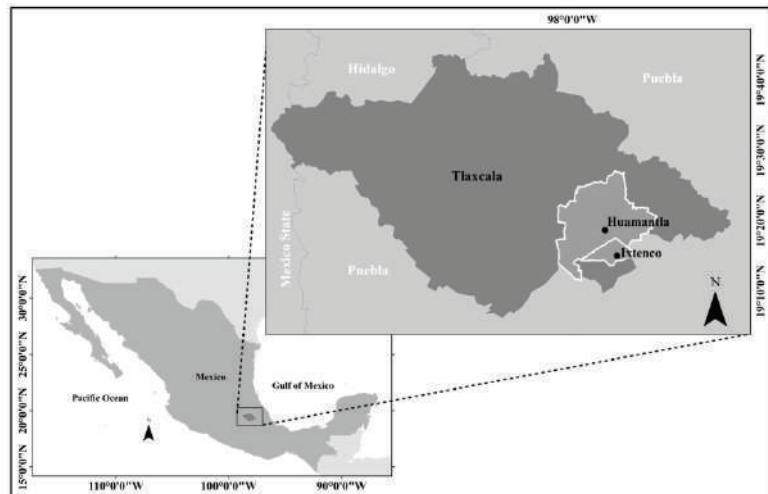 98°0'0"W
Hidalgo
Puebla
19°40'0"N
19°30'0"N
Tlaxcala
Mexico State
Huamantla
19°20'0"N
Ixtenco
Puebla
N
19°10'0"N
30°0'0"N
25°0'0"N
Mexico
Gulf of Mexico
Pacific Ocean
20°0'0"N
15°0'0"N
110°0'0"W
100°0'0"W
90°0'0"W